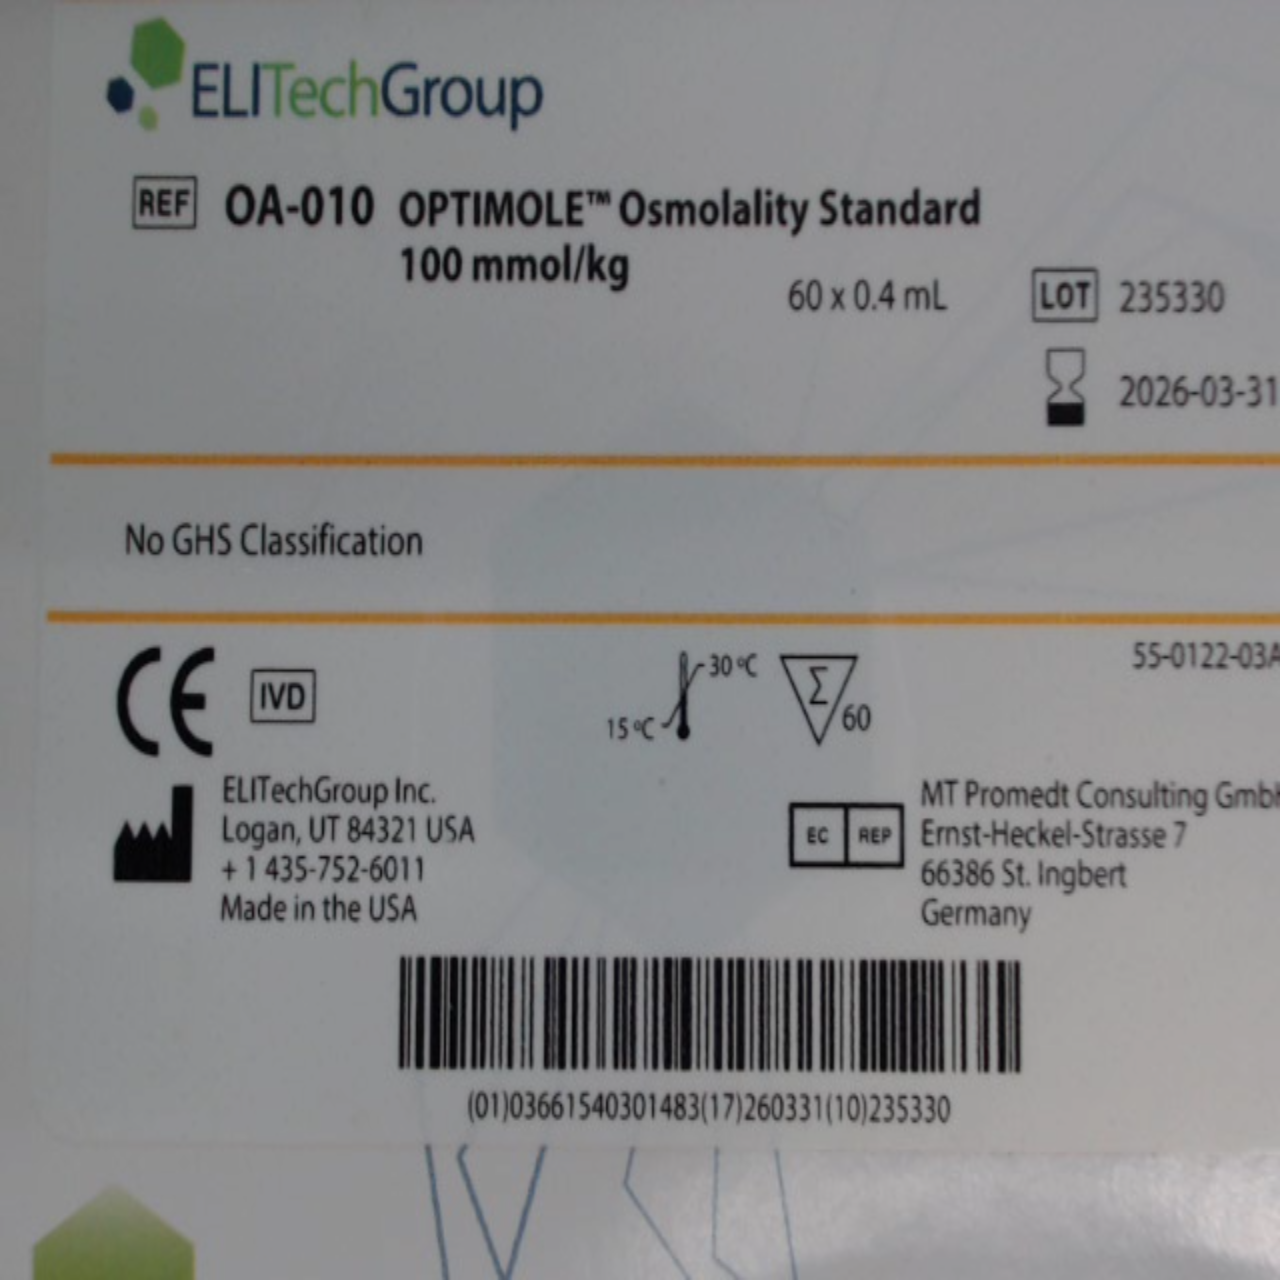 ELITechGroup
REF OA-010 OPTIMOLE™ Osmolality Standard
100 mmol/kg
60 x 0.4 mL
LOT 235330
2026-03-31
No GHS Classification
55-0122-03A
CE IVD
15°C 30°C
Σ 60
ELITechGroup Inc.
Logan, UT 84321 USA
+ 1 435-752-6011
Made in the USA
EC REP
MT Promedt Consulting GmbH
Ernst-Heckel-Strasse 7
66386 St. Ingbert
Germany
(01)03661540301483(17)260331(10)235330